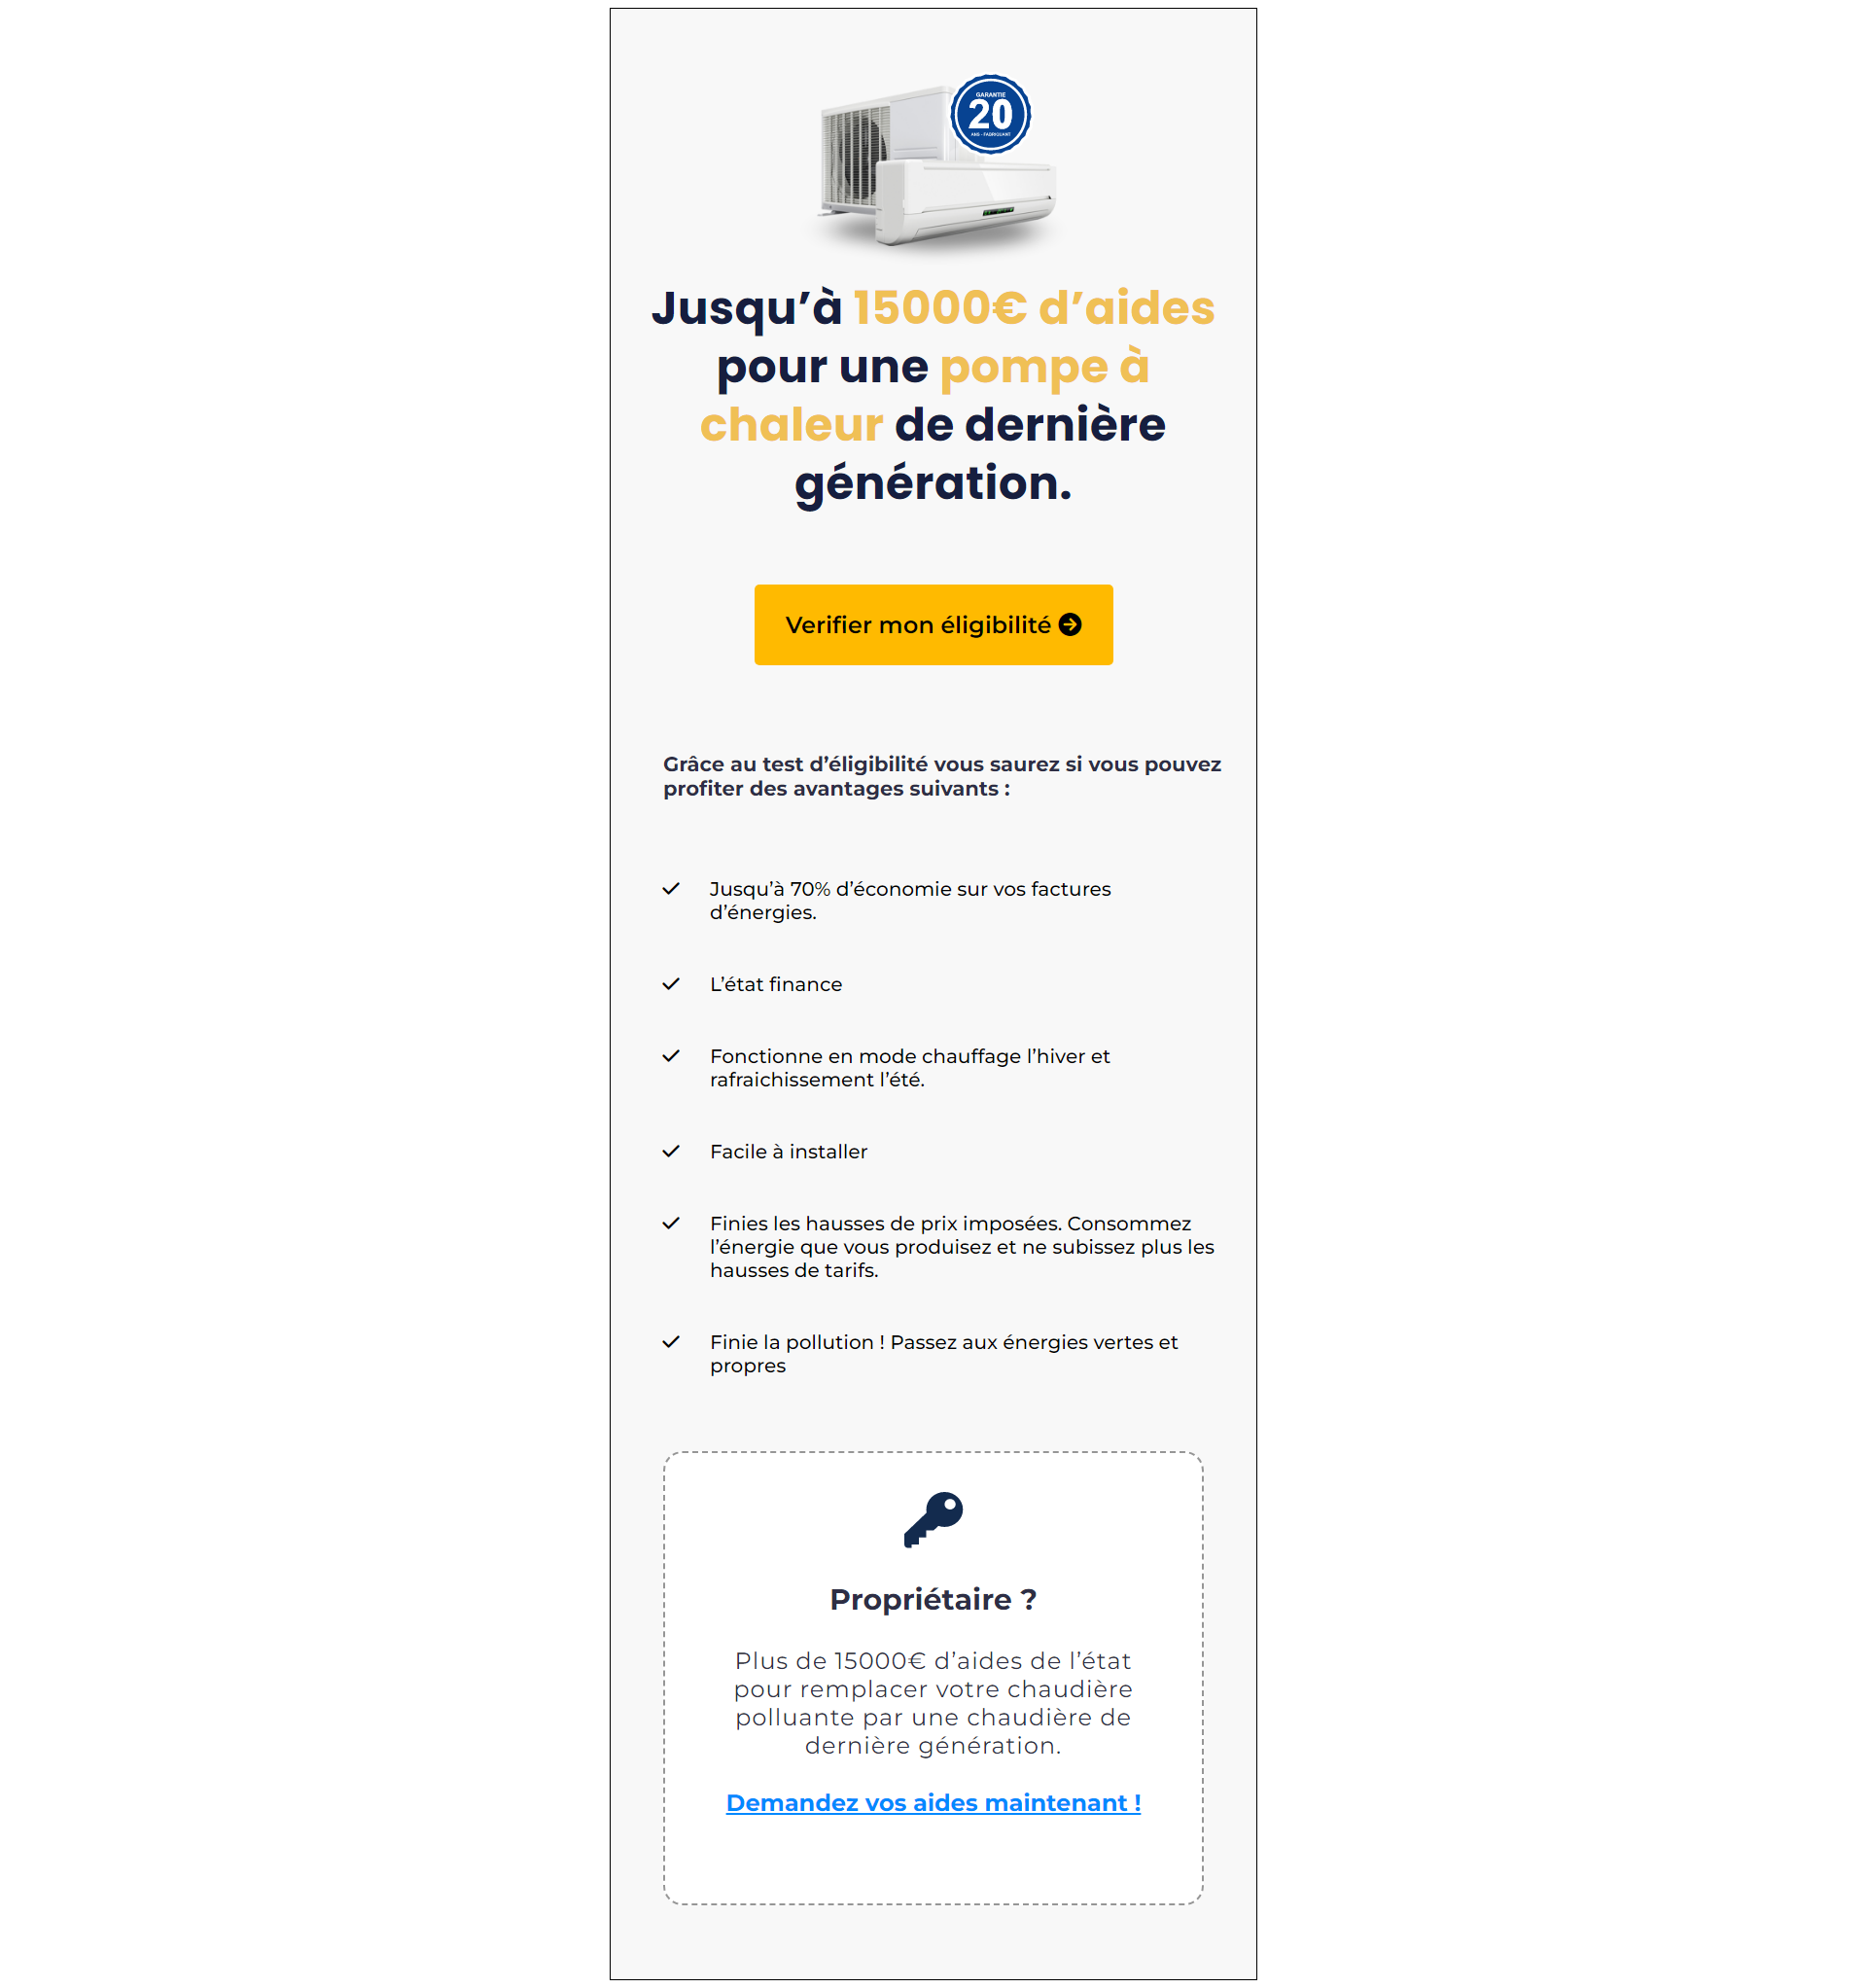 GARANTIE
20
ANS - FABRIQUANT
Jusqu’à 15000€ d’aides
pour une pompe à
chaleur de dernière
génération.
Verifier mon éligibilité
Grâce au test d’éligibilité vous saurez si vous pouvez
profiter des avantages suivants :
Jusqu’à 70% d’économie sur vos factures
d’énergies.
L’état finance
Fonctionne en mode chauffage l’hiver et
rafraichissement l’été.
Facile à installer
Finies les hausses de prix imposées. Consommez
l’énergie que vous produisez et ne subissez plus les
hausses de tarifs.
Finie la pollution ! Passez aux énergies vertes et
propres
Propriétaire ?
Plus de 15000€ d’aides de l’état
pour remplacer votre chaudière
polluante par une chaudière de
dernière génération.
Demandez vos aides maintenant !